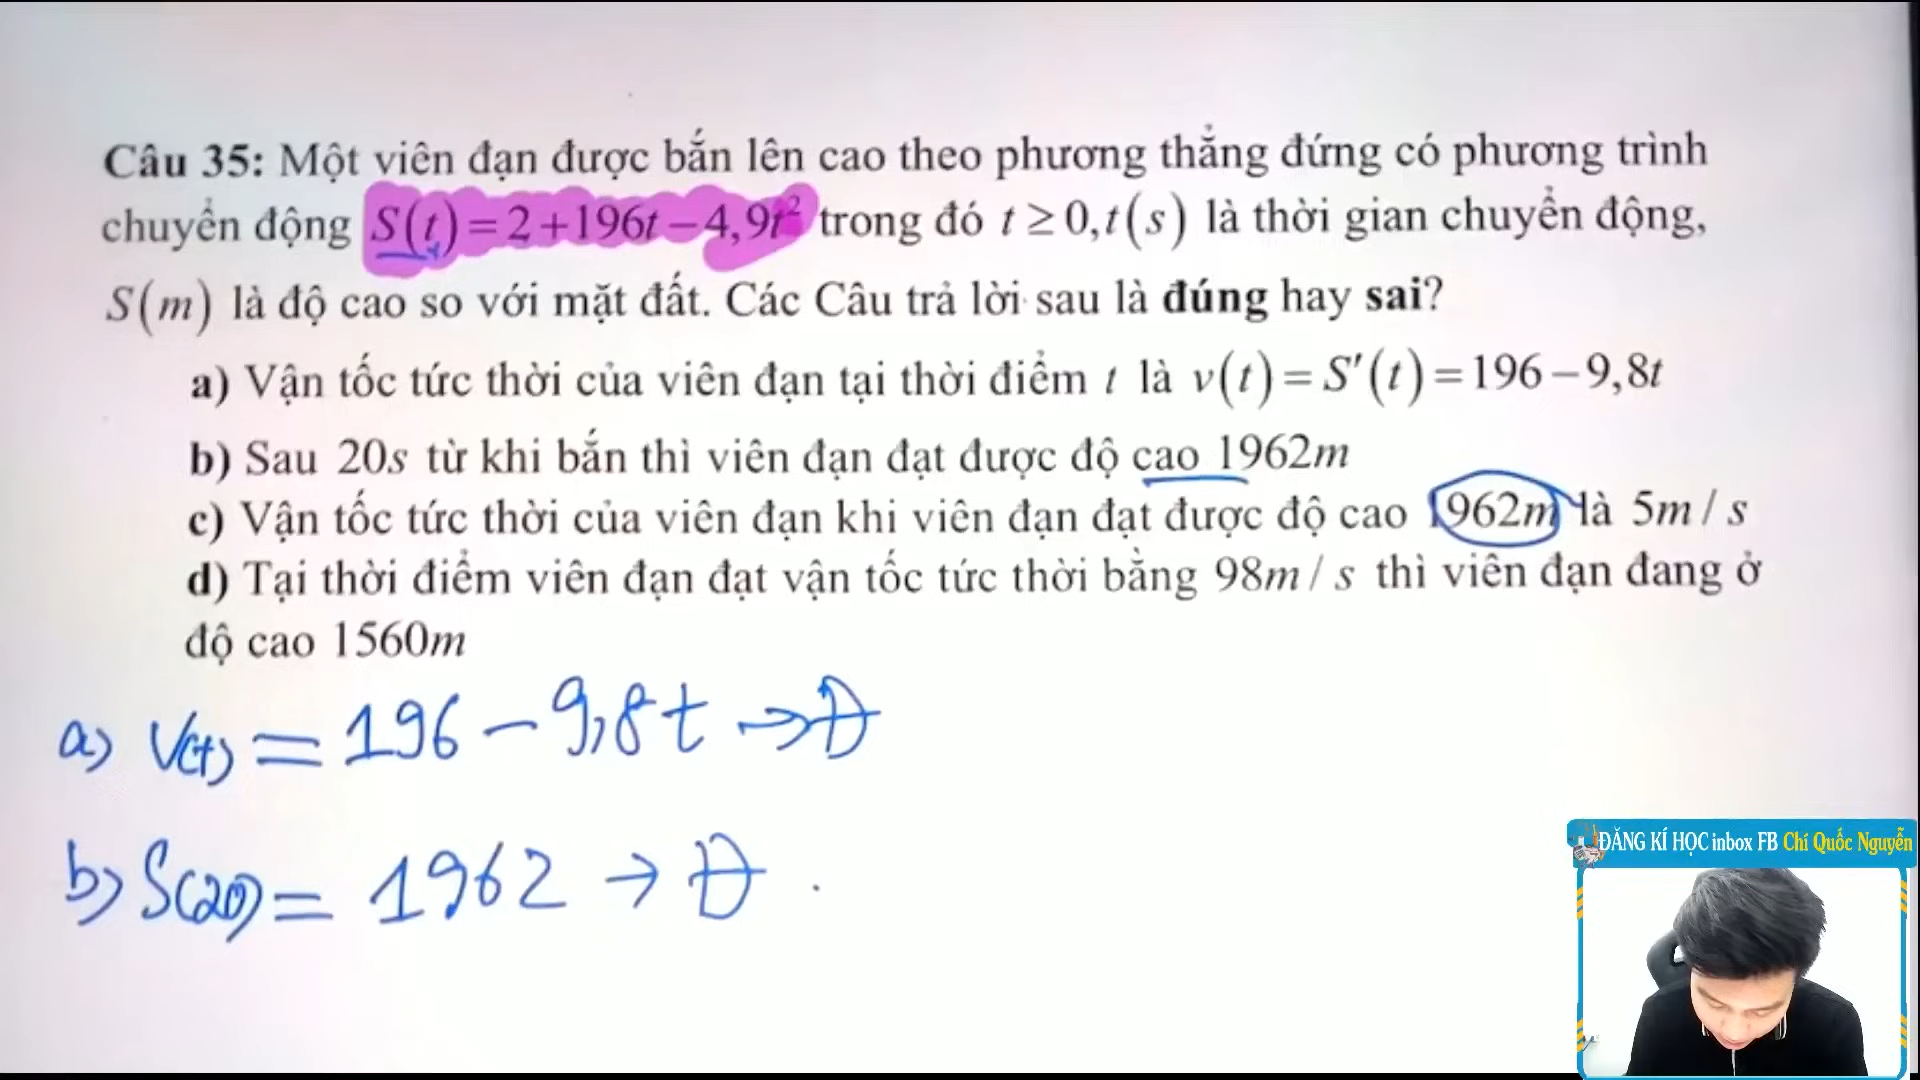 Câu 35: Một viên đạn được bắn lên cao theo phương thẳng đứng có phương trình
chuyển động S(t)=2+196t−4,9t² trong đó t≥0,t(s) là thời gian chuyển động,
S(m) là độ cao so với mặt đất. Các Câu trả lời sau là đúng hay sai?
a) Vận tốc tức thời của viên đạn tại thời điểm t là v(t)=S'(t)=196−9,8t
b) Sau 20s từ khi bắn thì viên đạn đạt được độ cao 1962m
c) Vận tốc tức thời của viên đạn khi viên đạn đạt được độ cao 1962m là 5m/s
d) Tại thời điểm viên đạn đạt vận tốc tức thời bằng 98m/s thì viên đạn đang ở
độ cao 1560m
a) V(t) = 196 − 9,8t → Đ
b) S(20) = 1962 → Đ
ĐĂNG KÍ HỌC inbox FB Chí Quốc Nguyễn